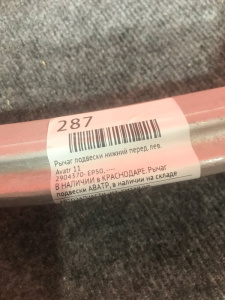 287
Рычаг подвески нижний перед. лев.
Avatr 11
2904370-EP50, ...
В НАЛИЧИИ в КРАСНОДАРЕ.Рычаг
подвески АВАТР, в наличии на складе